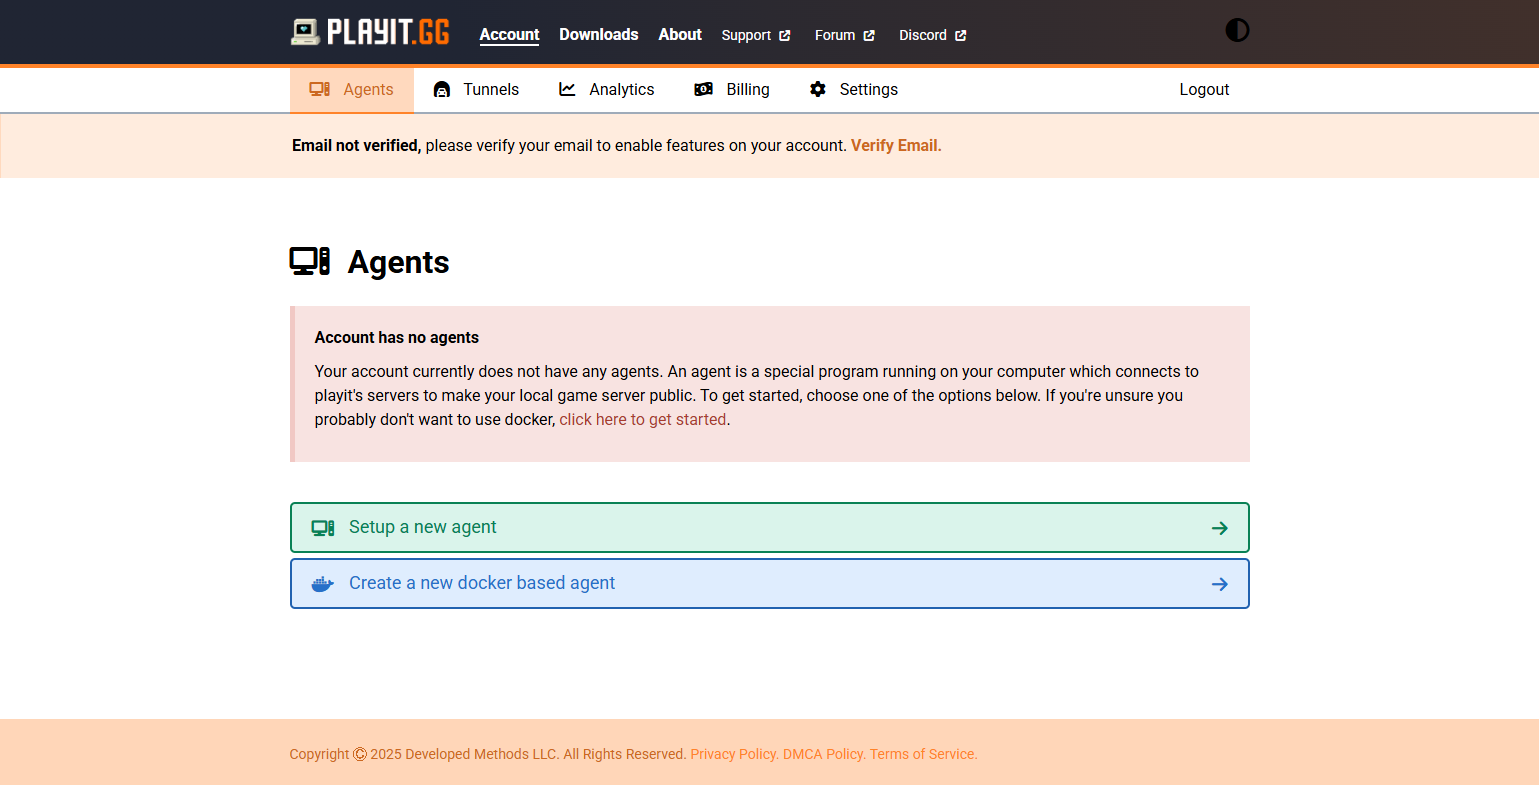 PLAYIT.GG Account Downloads About Support Forum Discord
Agents Tunnels Analytics Billing Settings Logout
Email not verified, please verify your email to enable features on your account. Verify Email.
Agents
Account has no agents
Your account currently does not have any agents. An agent is a special program running on your computer which connects to
playit's servers to make your local game server public. To get started, choose one of the options below. If you're unsure you
probably don't want to use docker, click here to get started.
Setup a new agent
Create a new docker based agent
Copyright © 2025 Developed Methods LLC. All Rights Reserved. Privacy Policy. DMCA Policy. Terms of Service.